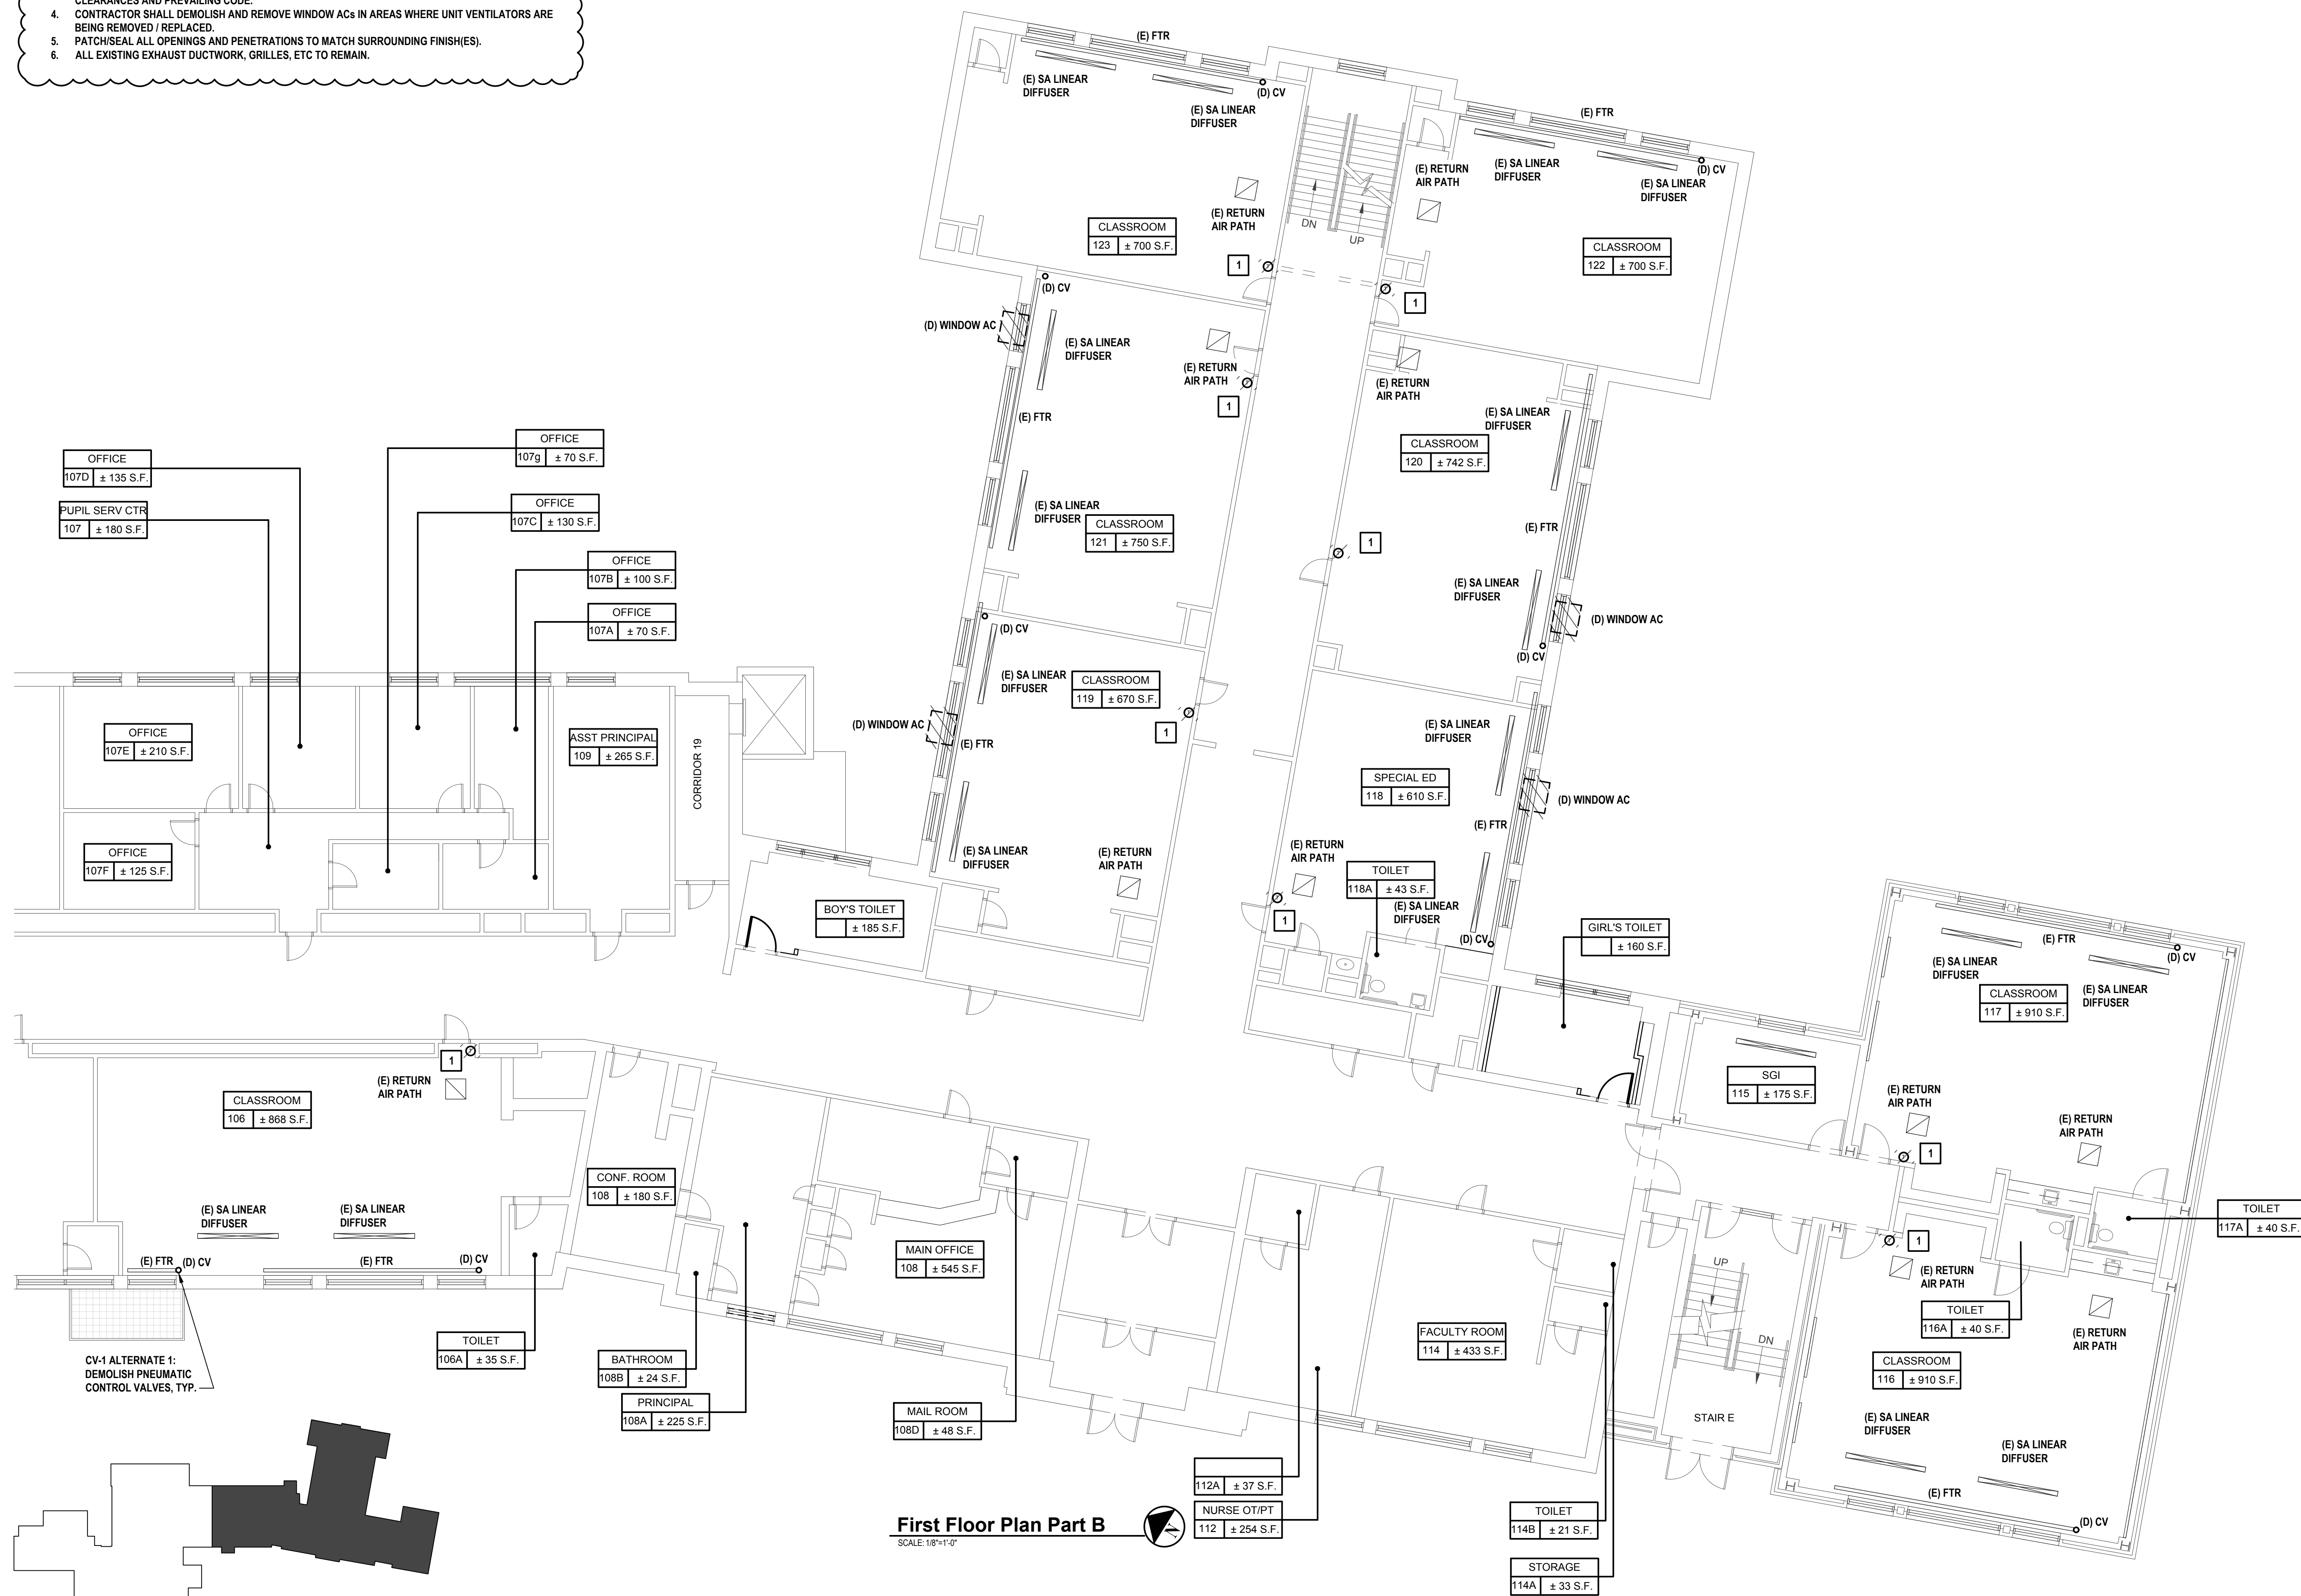 CLEARANCES AND PREVAILING CODE.
4. CONTRACTOR SHALL DEMOLISH AND REMOVE WINDOW ACs IN AREAS WHERE UNIT VENTILATORS ARE
BEING REMOVED / REPLACED.
5. PATCH/SEAL ALL OPENINGS AND PENETRATIONS TO MATCH SURROUNDING FINISH(ES).
6. ALL EXISTING EXHAUST DUCTWORK, GRILLES, ETC TO REMAIN.
(E) FTR
(E) SA LINEAR
DIFFUSER
(D) CV
(E) SA LINEAR
DIFFUSER
(E) RETURN
AIR PATH
CLASSROOM
123 ± 700 S.F.
1
DN
UP
(E) FTR
(E) RETURN
AIR PATH
(E) SA LINEAR
DIFFUSER
(D) CV
(E) SA LINEAR
DIFFUSER
CLASSROOM
122 ± 700 S.F.
1
(D) CV
(D) WINDOW AC
(E) SA LINEAR
DIFFUSER
(E) RETURN
AIR PATH
1
(E) FTR
(E) SA LINEAR
DIFFUSER
CLASSROOM
121 ± 750 S.F.
(E) RETURN
AIR PATH
(E) SA LINEAR
DIFFUSER
CLASSROOM
120 ± 742 S.F.
(E) FTR
1
(E) SA LINEAR
DIFFUSER
(D) WINDOW AC
(D) CV
OFFICE
107D ± 135 S.F.
PUPIL SERV CTR
107 ± 180 S.F.
OFFICE
107g ± 70 S.F.
OFFICE
107C ± 130 S.F.
OFFICE
107B ± 100 S.F.
OFFICE
107A ± 70 S.F.
OFFICE
107E ± 210 S.F.
OFFICE
107F ± 125 S.F.
ASST PRINCIPAL
109 ± 265 S.F.
CORRIDOR 19
(D) CV
(E) SA LINEAR
DIFFUSER
CLASSROOM
119 ± 670 S.F.
(D) WINDOW AC
(E) FTR
1
(E) SA LINEAR
DIFFUSER
(E) RETURN
AIR PATH
BOY'S TOILET
± 185 S.F.
(E) SA LINEAR
DIFFUSER
SPECIAL ED
118 ± 610 S.F.
(D) WINDOW AC
(E) FTR
(E) RETURN
AIR PATH
TOILET
118A ± 43 S.F.
(E) SA LINEAR
DIFFUSER
1
(D) CV
GIRL'S TOILET
± 160 S.F.
(E) FTR
(D) CV
(E) SA LINEAR
DIFFUSER
CLASSROOM
117 ± 910 S.F.
(E) SA LINEAR
DIFFUSER
SGI
115 ± 175 S.F.
(E) RETURN
AIR PATH
(E) RETURN
AIR PATH
1
TOILET
117A ± 40 S.F.
1
(E) RETURN
AIR PATH
CLASSROOM
106 ± 868 S.F.
(E) SA LINEAR
DIFFUSER
(E) SA LINEAR
DIFFUSER
(E) FTR
(D) CV
(E) FTR
(D) CV
CV-1 ALTERNATE 1:
DEMOLISH PNEUMATIC
CONTROL VALVES, TYP.
TOILET
106A ± 35 S.F.
CONF. ROOM
108 ± 180 S.F.
MAIN OFFICE
108 ± 545 S.F.
BATHROOM
108B ± 24 S.F.
PRINCIPAL
108A ± 225 S.F.
MAIL ROOM
108D ± 48 S.F.
112A ± 37 S.F.
NURSE OT/PT
112 ± 254 S.F.
FACULTY ROOM
114 ± 433 S.F.
TOILET
114B ± 21 S.F.
STORAGE
114A ± 33 S.F.
UP
DN
STAIR E
1
(E) RETURN
AIR PATH
TOILET
116A ± 40 S.F.
(E) RETURN
AIR PATH
CLASSROOM
116 ± 910 S.F.
(E) SA LINEAR
DIFFUSER
(E) SA LINEAR
DIFFUSER
(E) FTR
(D) CV
First Floor Plan Part B
SCALE: 1/8"=1'-0"
N